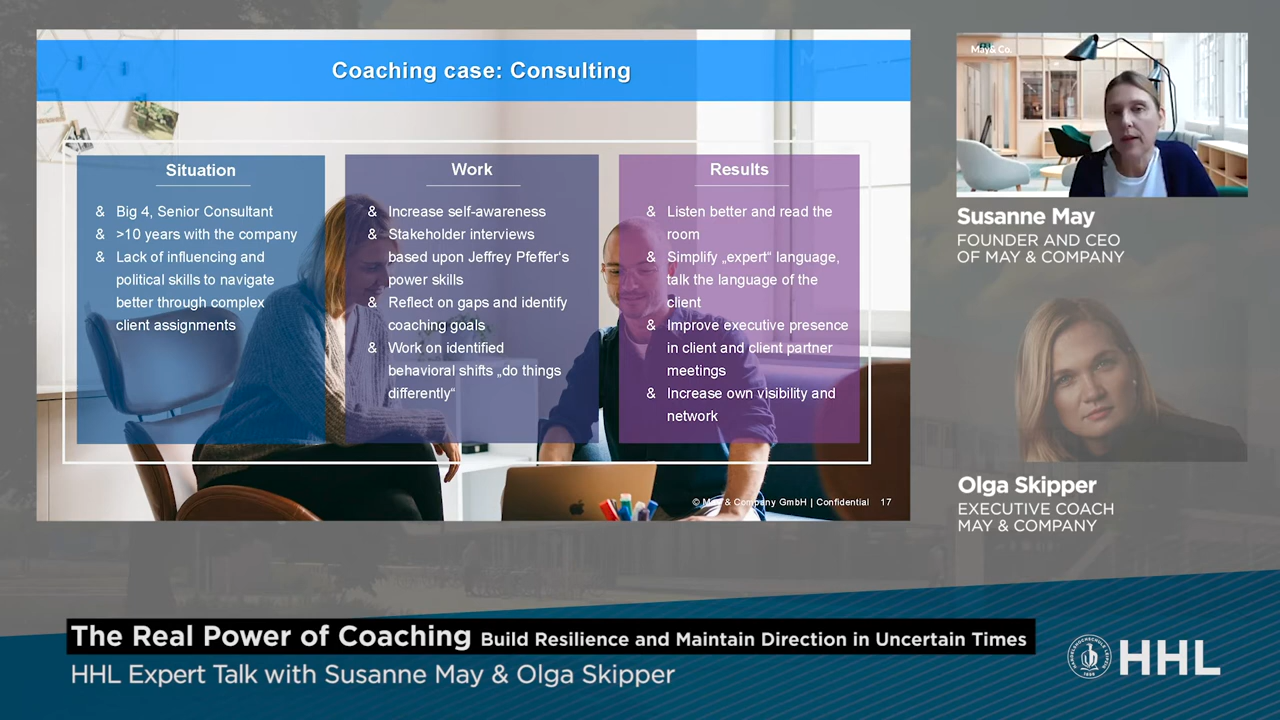 Coaching case: Consulting
Situation
& Big 4, Senior Consultant
& >10 years with the company
& Lack of influencing and
political skills to navigate
better through complex
client assignments
Work
& Increase self-awareness
& Stakeholder interviews
based upon Jeffrey Pfeffer's
power skills
& Reflect on gaps and identify
coaching goals
& Work on identified
behavioral shifts „do things
differently“
Results
& Listen better and read the
room
& Simplify „expert“ language,
talk the language of the
client
& Improve executive presence
in client and client partner
meetings
& Increase own visibility and
network
© May & Company GmbH | Confidential 17
May& Co.
Susanne May
FOUNDER AND CEO
OF MAY & COMPANY
Olga Skipper
EXECUTIVE COACH
MAY & COMPANY
The Real Power of Coaching Build Resilience and Maintain Direction in Uncertain Times
HHL Expert Talk with Susanne May & Olga Skipper
HHL